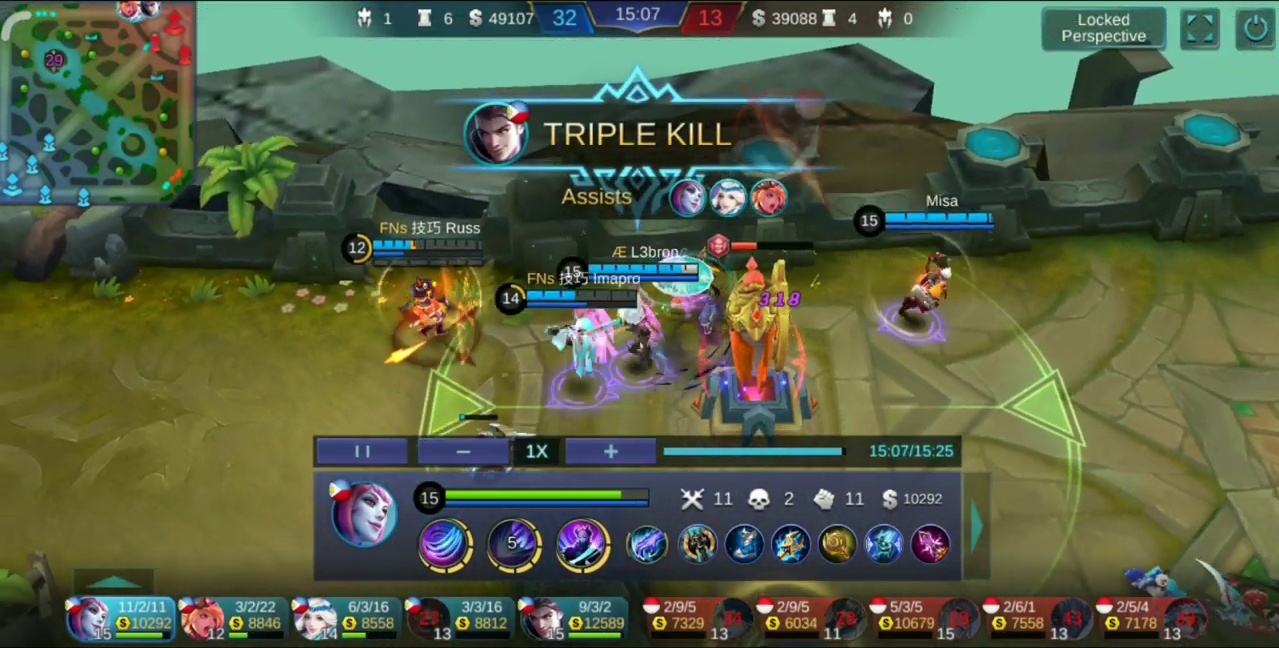 1 6 49107 32 15:07 13 39088 4 0
Locked
Perspective
29
TRIPLE KILL
Assists
Misa
15
FNs 技巧 Russ
12
Æ L3bron
15
FNs 技巧 Imapro
14
318
1X
15:07/15:25
15
11 2 11 10292
5
11/2/11 3/2/22 6/3/16 3/3/16 9/3/2 2/9/5 2/9/5 5/3/5 2/6/1 2/5/4
10292 8846 8558 8812 12589 7329 6034 10679 7558 7178
15 12 14 13 15 13 11 15 13 13